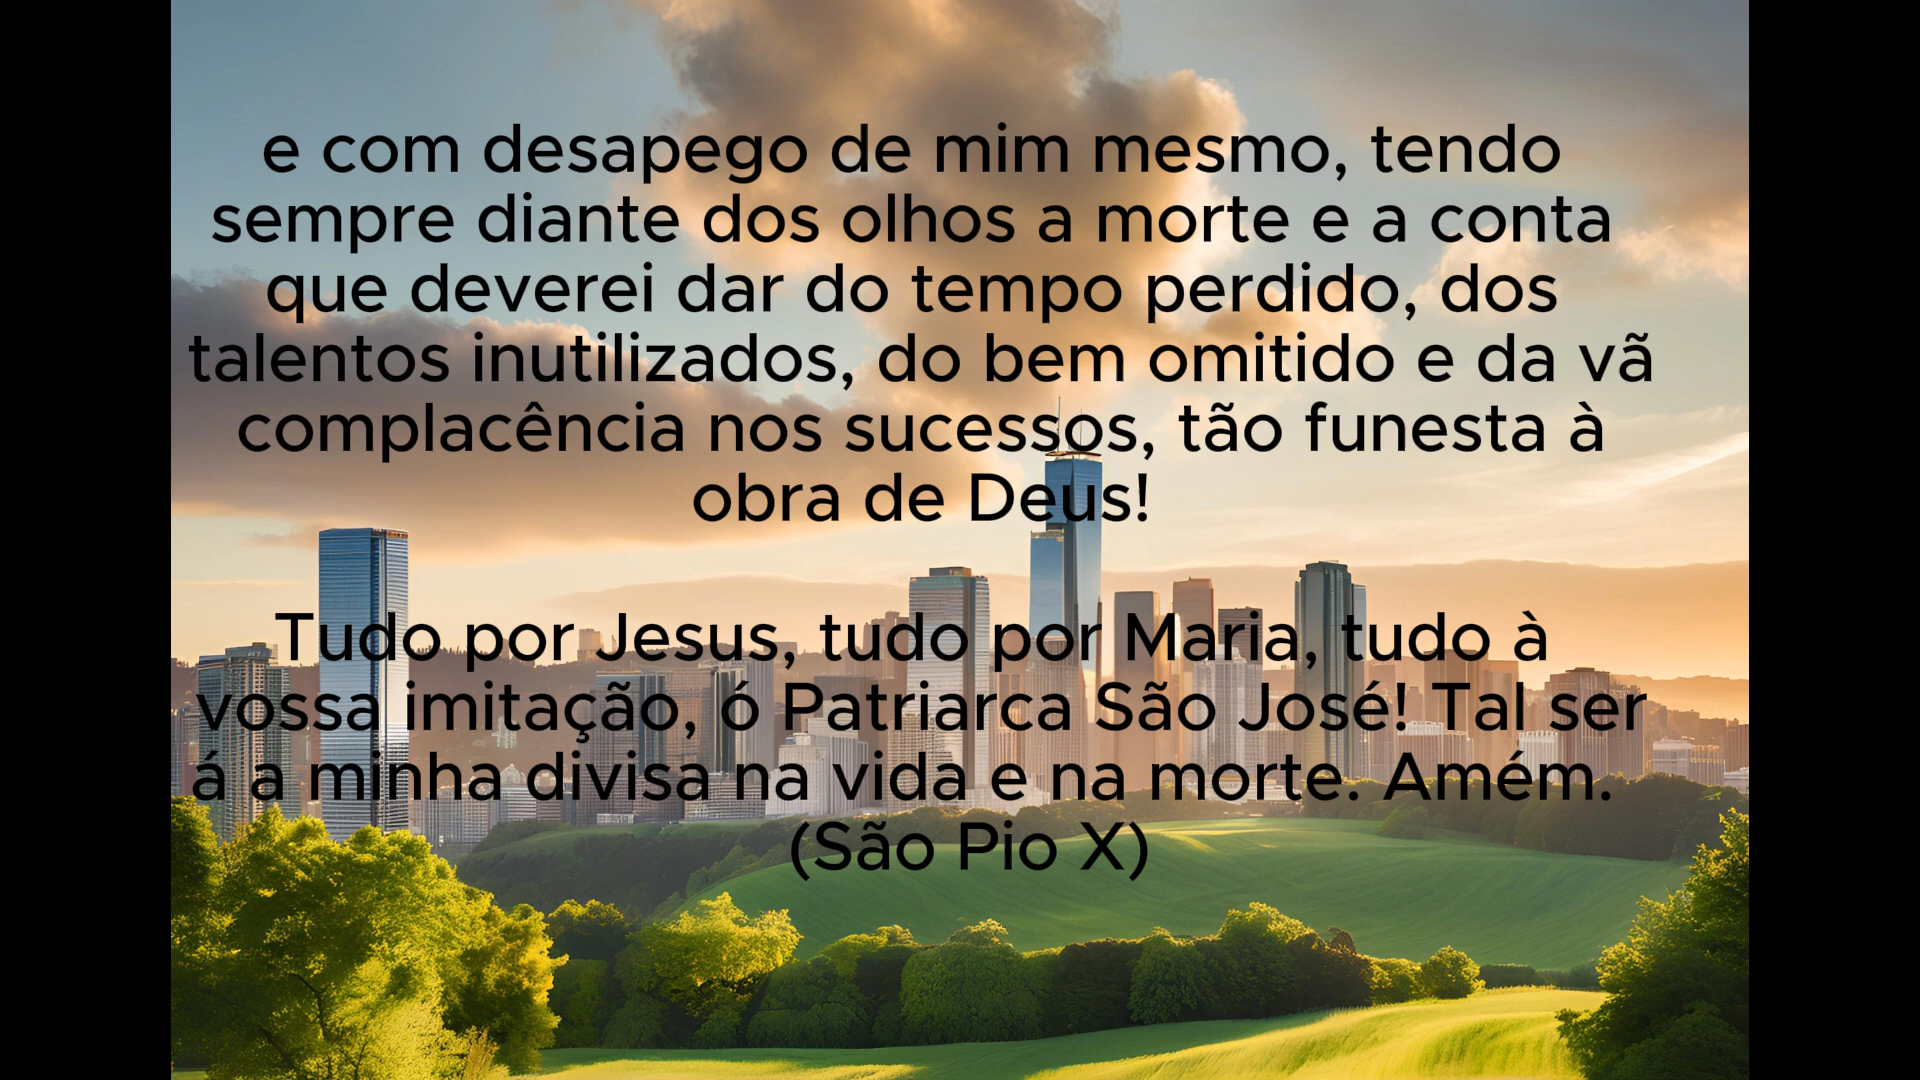 e com desapego de mim mesmo, tendo
sempre diante dos olhos a morte e a conta
que deverei dar do tempo perdido, dos
talentos inutilizados, do bem omitido e da vã
complacência nos sucessos, tão funesta à
obra de Deus!
Tudo por Jesus, tudo por Maria, tudo à
vossa imitação, ó Patriarca São José! Tal ser
á a minha divisa na vida e na morte. Amém.
(São Pio X)